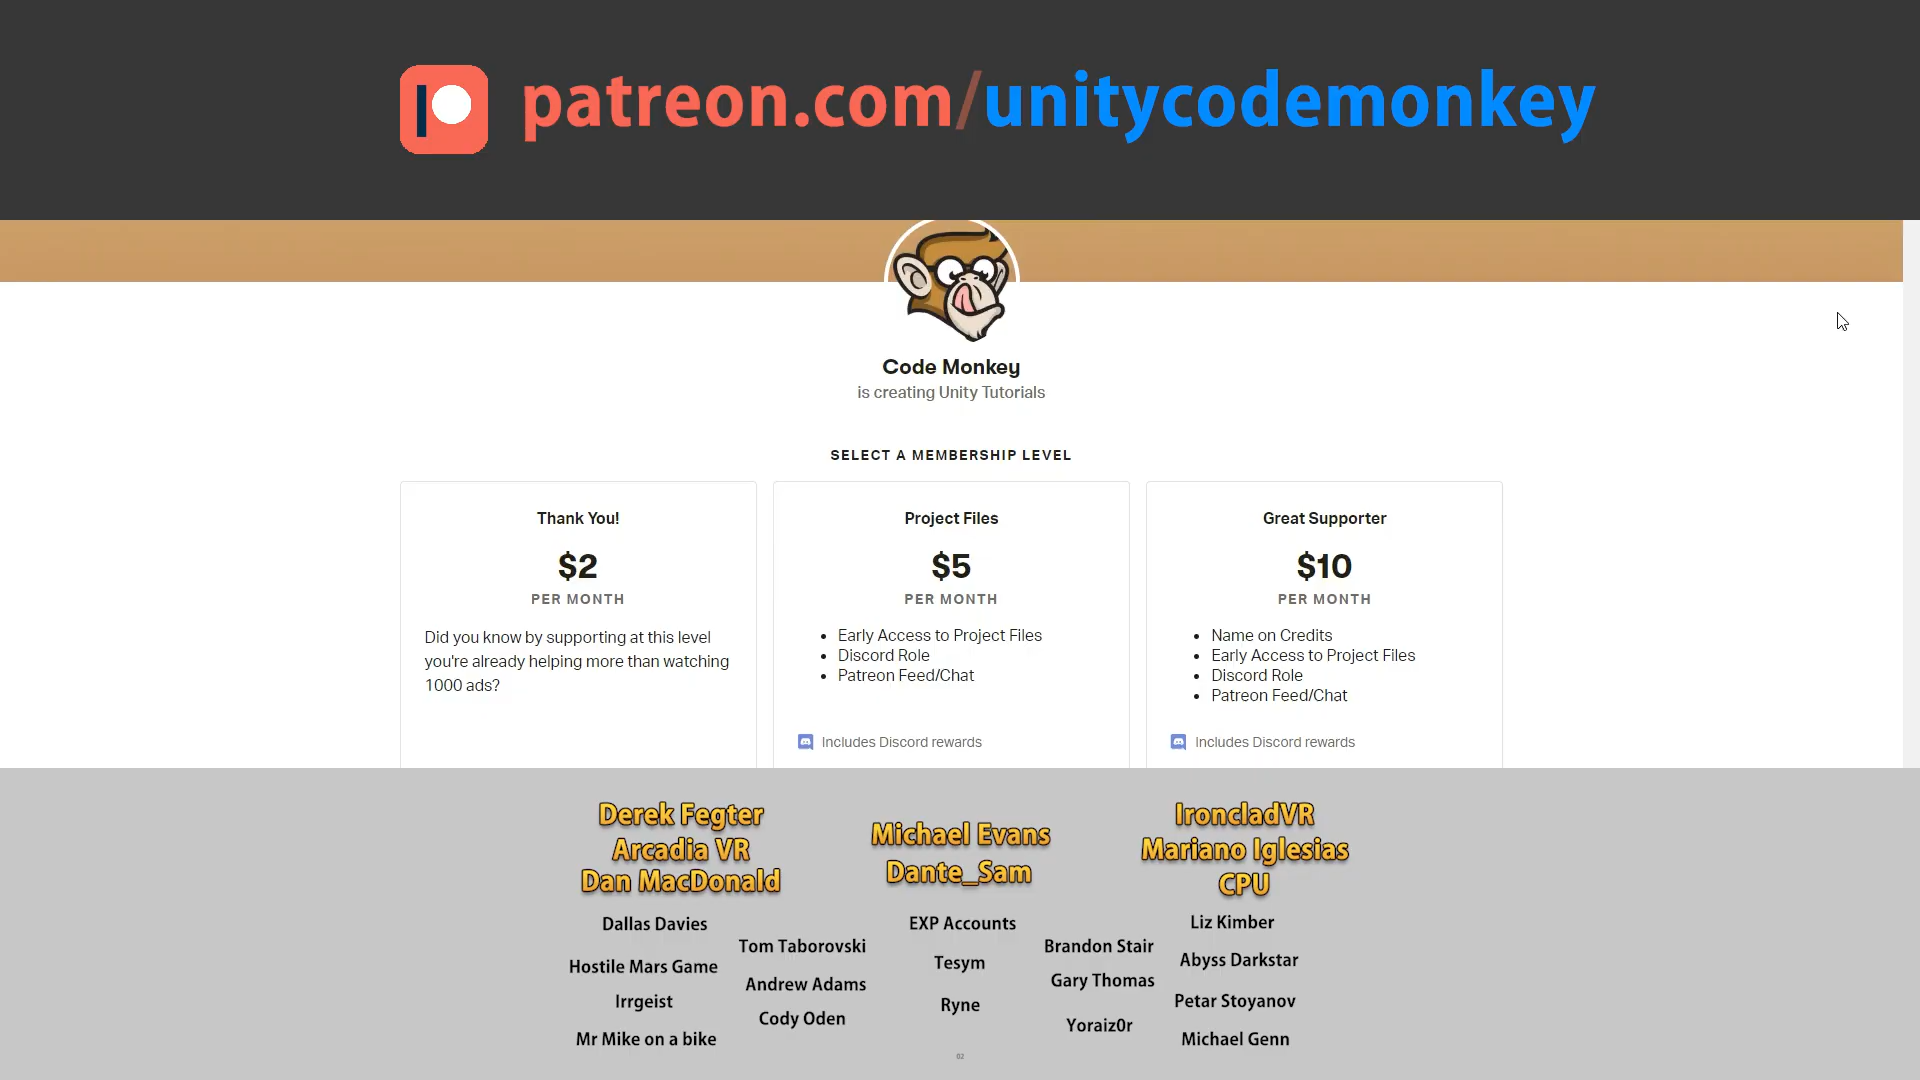 patreon.com/unitycodemonkey
Code Monkey
is creating Unity Tutorials
SELECT A MEMBERSHIP LEVEL
Thank You!
$2
PER MONTH
Did you know by supporting at this level
you're already helping more than watching
1000 ads?
Project Files
$5
PER MONTH
• Early Access to Project Files
• Discord Role
• Patreon Feed/Chat
Includes Discord rewards
Great Supporter
$10
PER MONTH
• Name on Credits
• Early Access to Project Files
• Discord Role
• Patreon Feed/Chat
Includes Discord rewards
Derek Fegter
Arcadia VR
Dan MacDonald
Michael Evans
Dante_Sam
IroncladVR
Mariano Iglesias
CPU
Dallas Davies
Hostile Mars Game
Irrgeist
Mr Mike on a bike
Tom Taborovski
Andrew Adams
Cody Oden
EXP Accounts
Tesym
Ryne
Brandon Stair
Gary Thomas
Yoraiz0r
Liz Kimber
Abyss Darkstar
Petar Stoyanov
Michael Genn